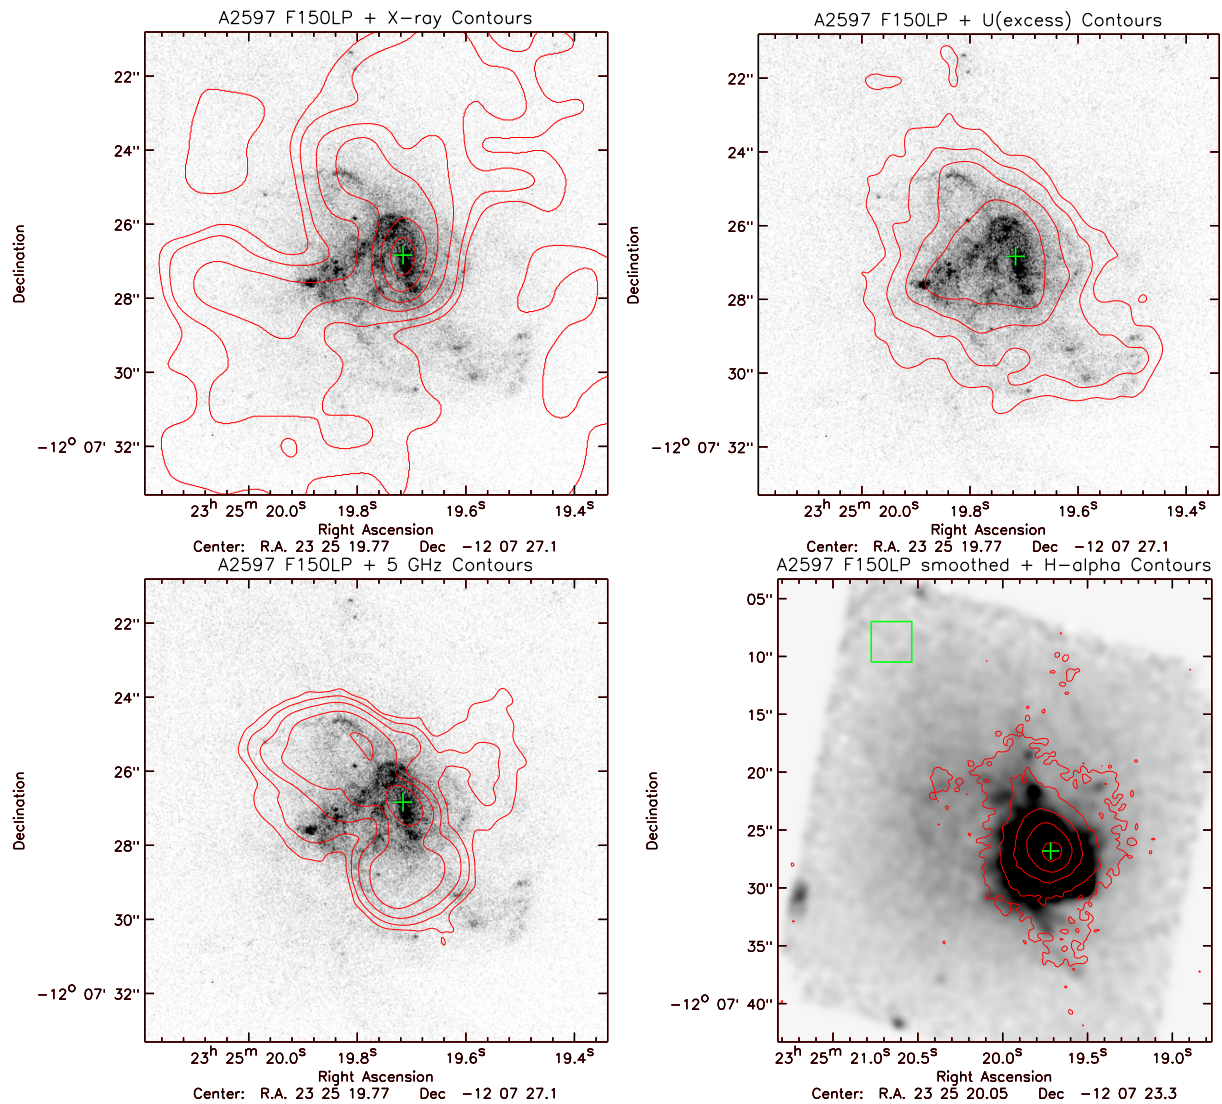 A2597 F150LP + X-ray Contours
22"
24"
26"
28"
30"
−12° 07' 32"
Declination
23ʰ 25ᵐ 20.0ˢ 19.8ˢ 19.6ˢ 19.4ˢ
Right Ascension
Center: R.A. 23 25 19.77 Dec −12 07 27.1
A2597 F150LP + U(excess) Contours
22"
24"
26"
28"
30"
−12° 07' 32"
Declination
23ʰ 25ᵐ 20.0ˢ 19.8ˢ 19.6ˢ 19.4ˢ
Right Ascension
Center: R.A. 23 25 19.77 Dec −12 07 27.1
A2597 F150LP + 5 GHz Contours
22"
24"
26"
28"
30"
−12° 07' 32"
Declination
23ʰ 25ᵐ 20.0ˢ 19.8ˢ 19.6ˢ 19.4ˢ
Right Ascension
Center: R.A. 23 25 19.77 Dec −12 07 27.1
A2597 F150LP smoothed + H-alpha Contours
05"
10"
15"
20"
25"
30"
35"
−12° 07' 40"
Declination
23ʰ 25ᵐ 21.0ˢ 20.5ˢ 20.0ˢ 19.5ˢ 19.0ˢ
Right Ascension
Center: R.A. 23 25 20.05 Dec −12 07 23.3